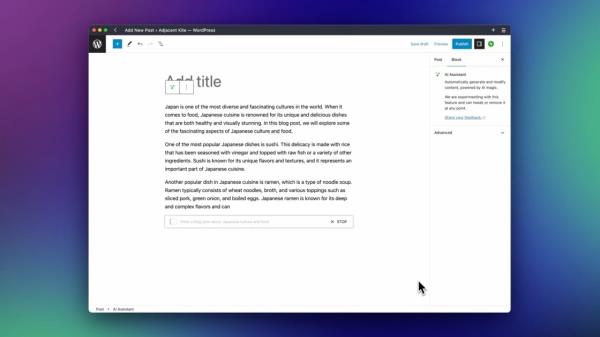 Add New Post ‹ Adjacent Kite — WordPress
Save draft
Preview
Publish
Add title
Japan is one of the most diverse and fascinating cultures in the world. When it
comes to food, Japanese cuisine is renowned for its unique and delicious dishes
that are both healthy and visually stunning. In this blog post, we will explore some
of the fascinating aspects of Japanese culture and food.
One of the most popular Japanese dishes is sushi. This delicacy is made with rice
that has been seasoned with vinegar and topped with raw fish or a variety of other
ingredients. Sushi is known for its unique flavors and textures, and it represents an
important part of Japanese cuisine.
Another popular dish in Japanese cuisine is ramen, which is a type of noodle soup.
Ramen typically consists of wheat noodles, broth, and various toppings such as
sliced pork, green onion, and boiled eggs. Japanese ramen is known for its deep
and complex flavors and can
Write a blog post about Japanese culture and food
STOP
Post
Block
AI Assistant
Automatically generate and modify
content, powered by AI magic.
We are experimenting with this
feature and can tweak or remove it
at any point.
Share your feedback
Advanced
Post
AI Assistant